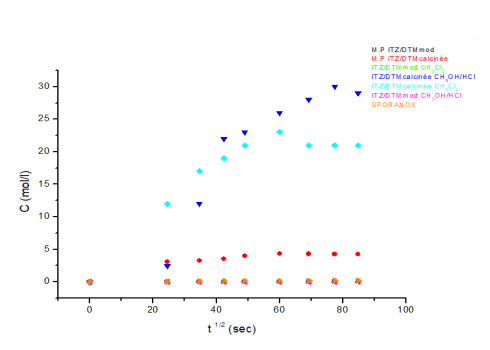 M.P ITZ/DTM mod
M.P ITZ/DTM calcinée
ITZ/DTM mod CH2Cl2
ITZ/DTM calcinée CH3OH/HCl
ITZ/DTM calcinée CH2Cl2
ITZ/DTM mod CH3OH/HCl
SPORANOX
30
25
20
15
10
5
0
C (mol/l)
0 20 40 60 80 100
t 1/2 (sec)